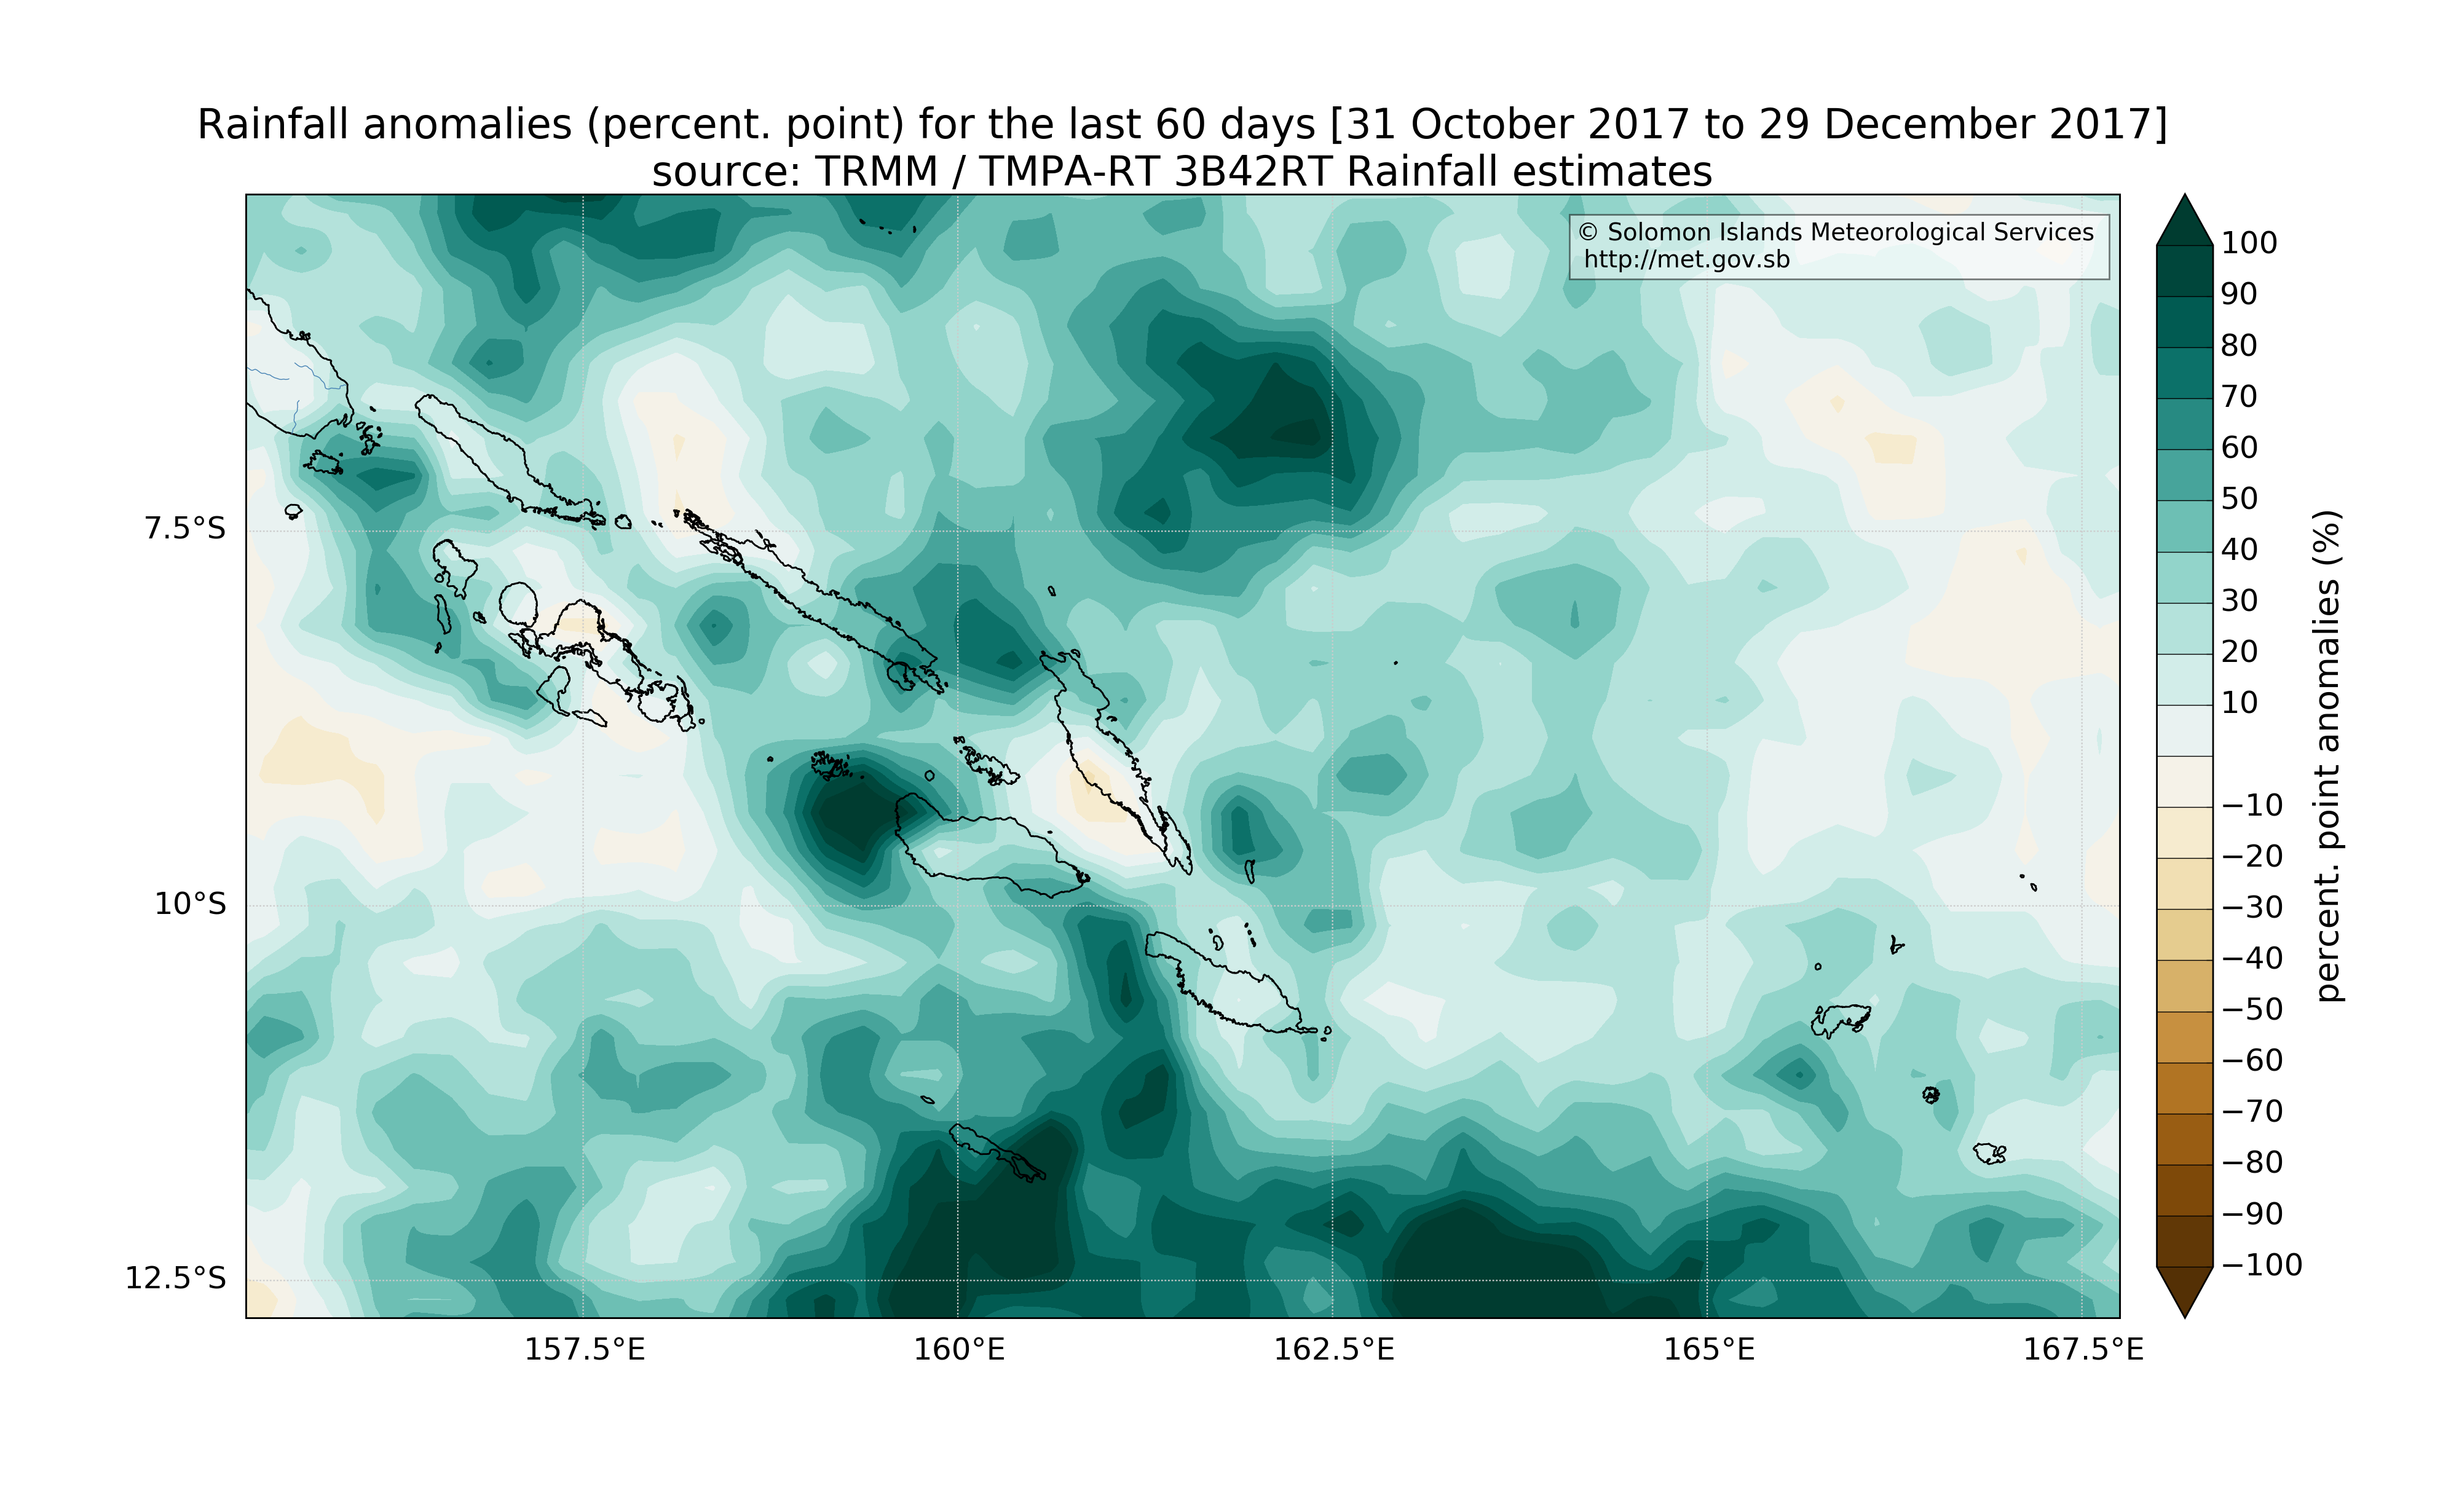 Rainfall anomalies (percent. point) for the last 60 days [31 October 2017 to 29 December 2017]
source: TRMM / TMPA-RT 3B42RT Rainfall estimates
© Solomon Islands Meteorological Services
http://met.gov.sb
7.5°S
10°S
12.5°S
157.5°E
160°E
162.5°E
165°E
167.5°E
100
90
80
70
60
50
40
30
20
10
−10
−20
−30
−40
−50
−60
−70
−80
−90
−100
percent. point anomalies (%)